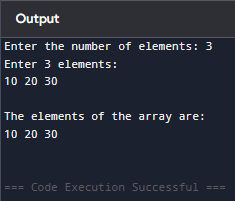 Output
Enter the number of elements: 3
Enter 3 elements:
10 20 30
The elements of the array are:
10 20 30
=== Code Execution Successful ===